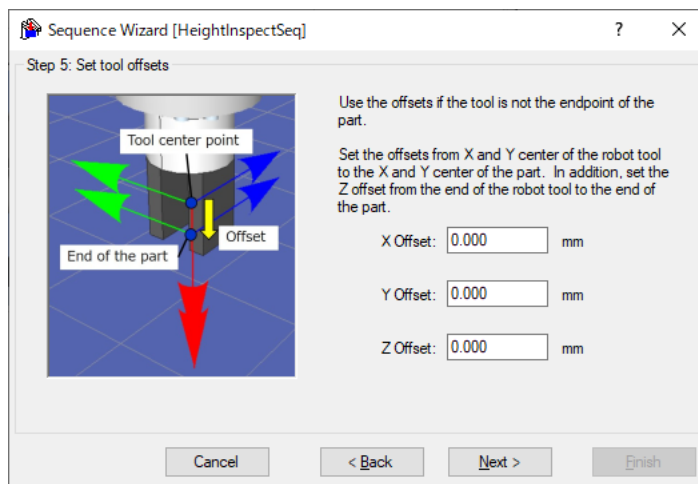 Sequence Wizard [HeightInspectSeq]
? ×
Step 5: Set tool offsets
Tool center point
Offset
End of the part
Use the offsets if the tool is not the endpoint of the
part.
Set the offsets from X and Y center of the robot tool
to the X and Y center of the part. In addition, set the
Z offset from the end of the robot tool to the end of
the part.
X Offset: 0.000 mm
Y Offset: 0.000 mm
Z Offset: 0.000 mm
Cancel < Back Next > Finish